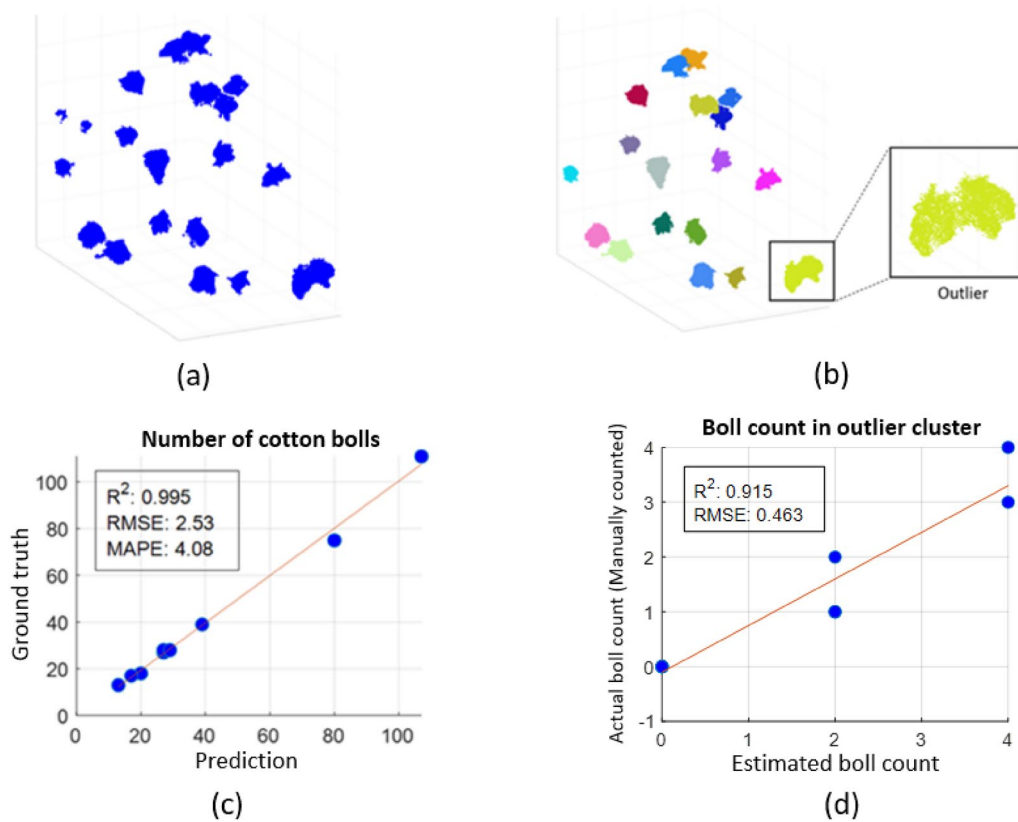 Outlier
(a)
(b)
Number of cotton bolls
R²: 0.995
RMSE: 2.53
MAPE: 4.08
Ground truth
100
80
60
40
20
0
0 20 40 60 80 100
Prediction
(c)
Boll count in outlier cluster
R²: 0.915
RMSE: 0.463
Actual boll count (Manually counted)
4
3
2
1
0
-1
0 1 2 3 4
Estimated boll count
(d)